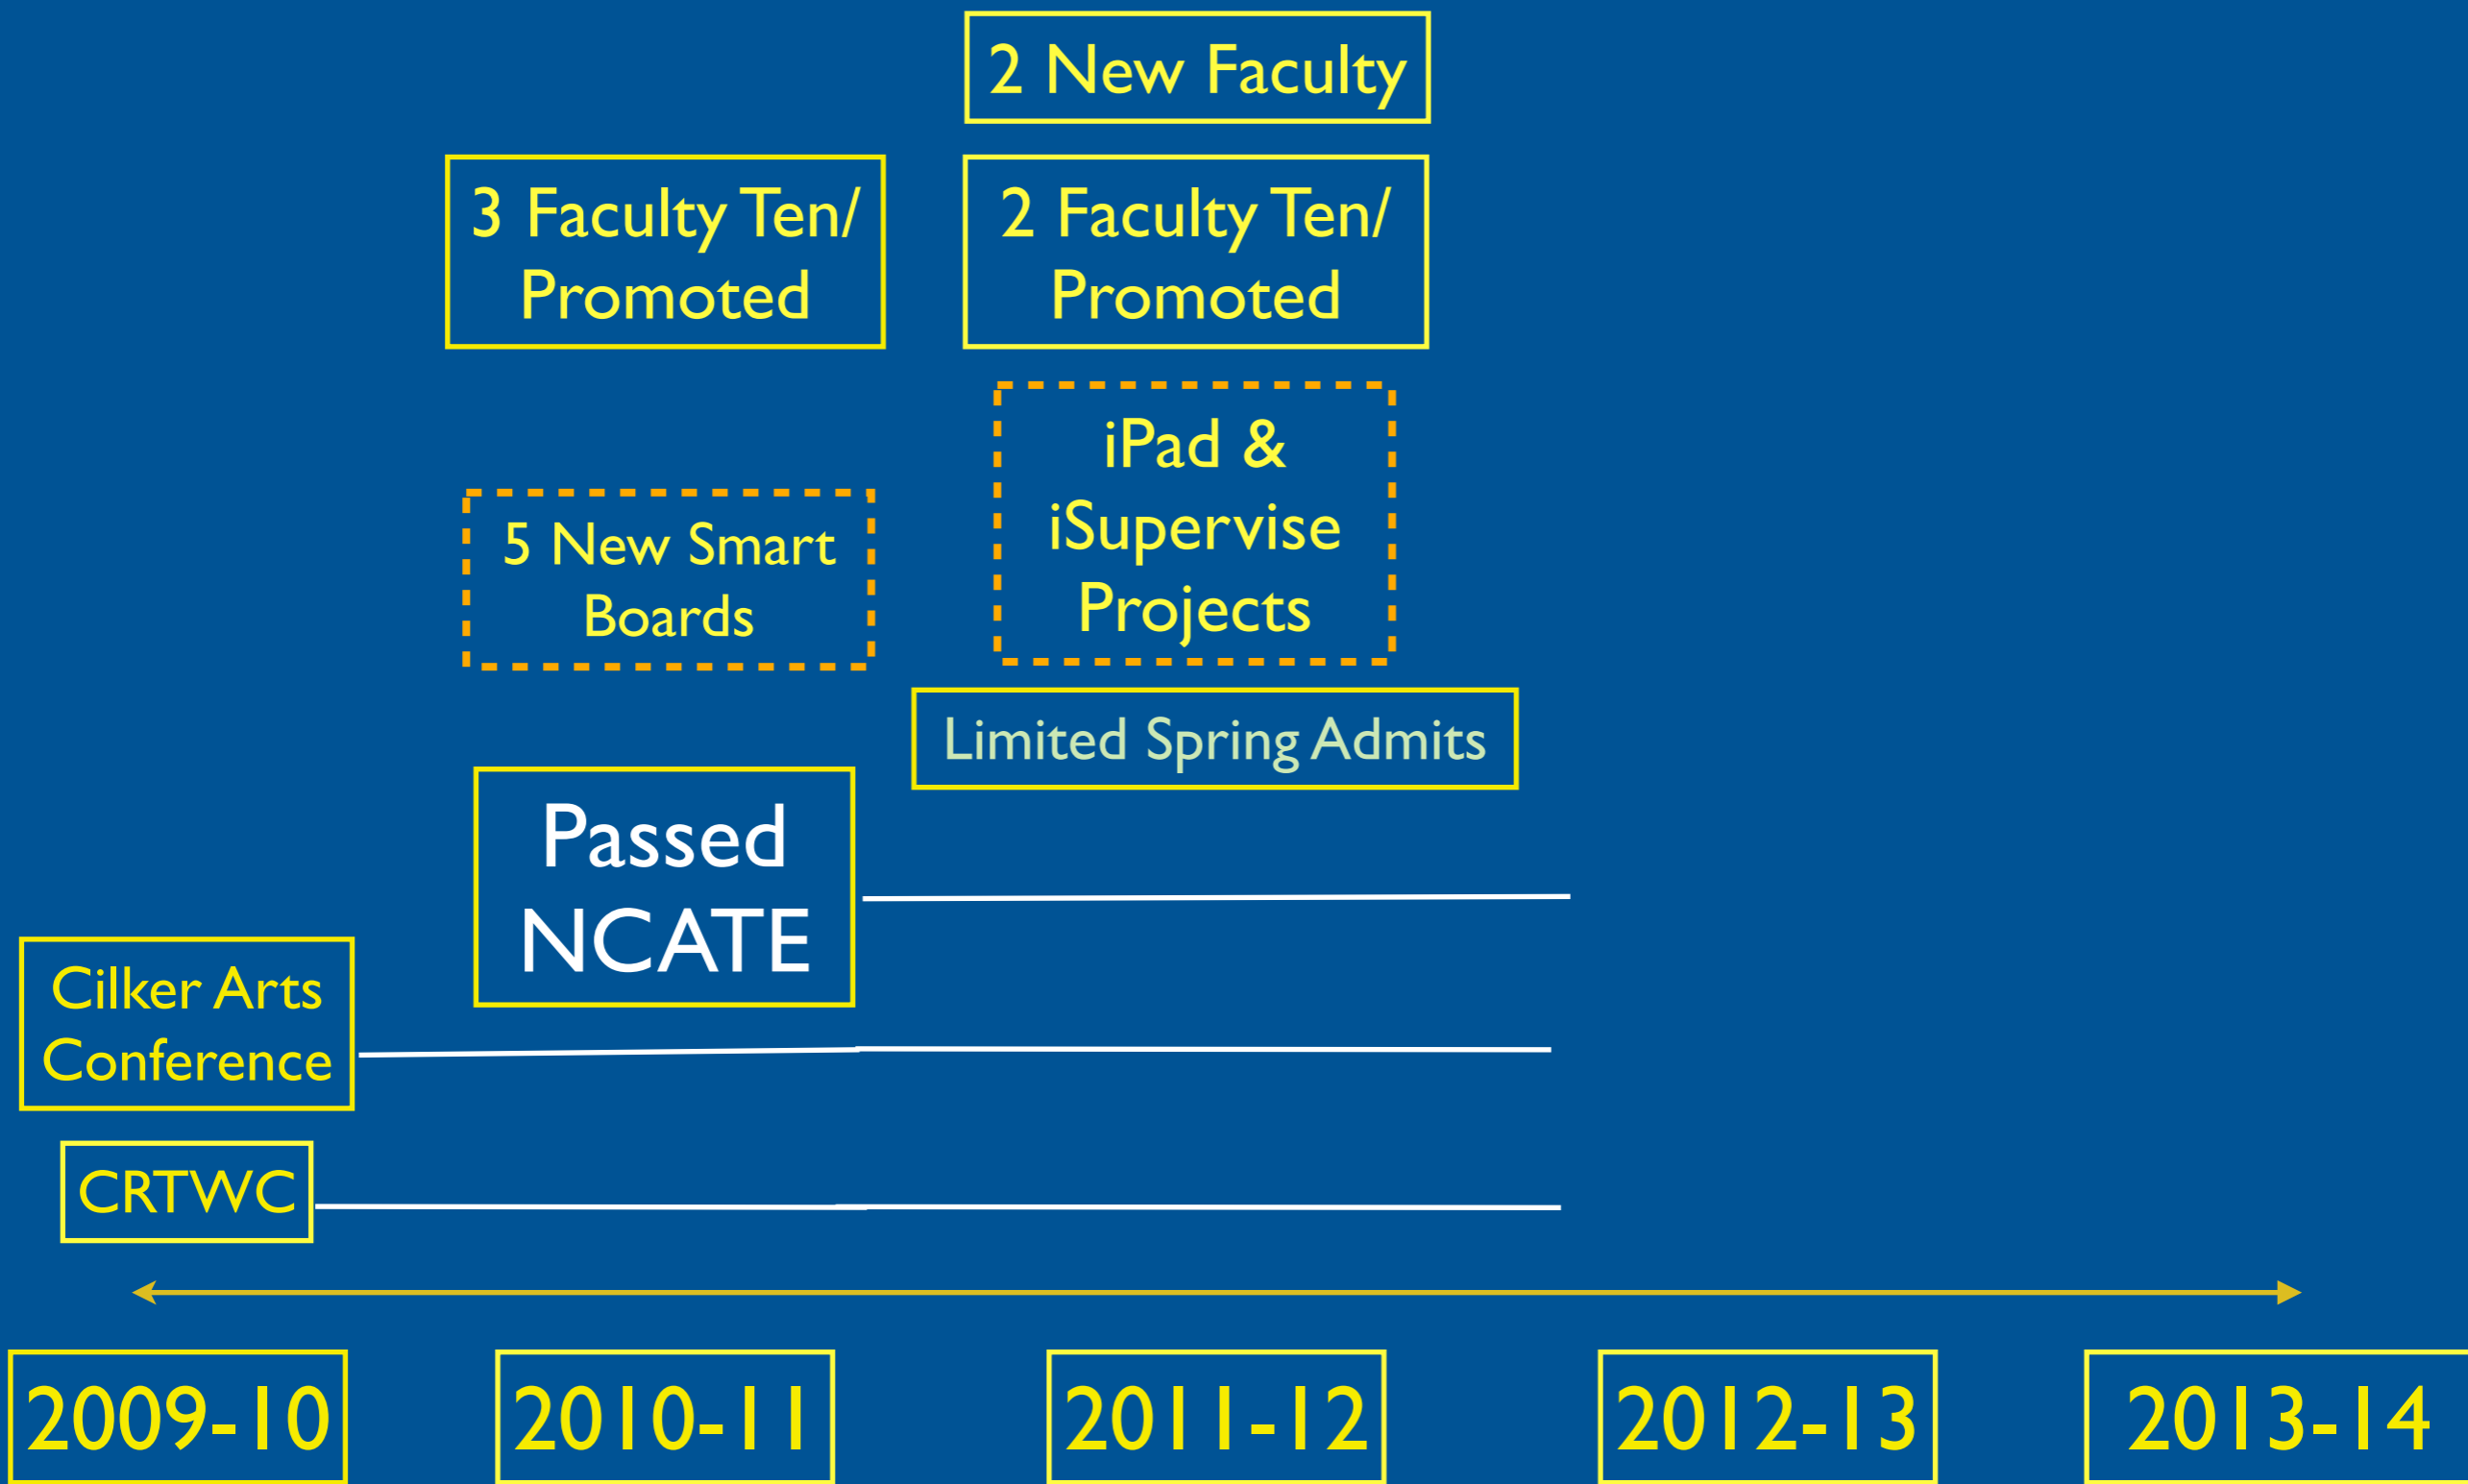 2 New Faculty
3 Faculty Ten/
Promoted
2 Faculty Ten/
Promoted
iPad &
iSupervise
Projects
5 New Smart
Boards
Limited Spring Admits
Passed
NCATE
Cilker Arts
Conference
CRTWC
2009-10
2010-11
2011-12
2012-13
2013-14